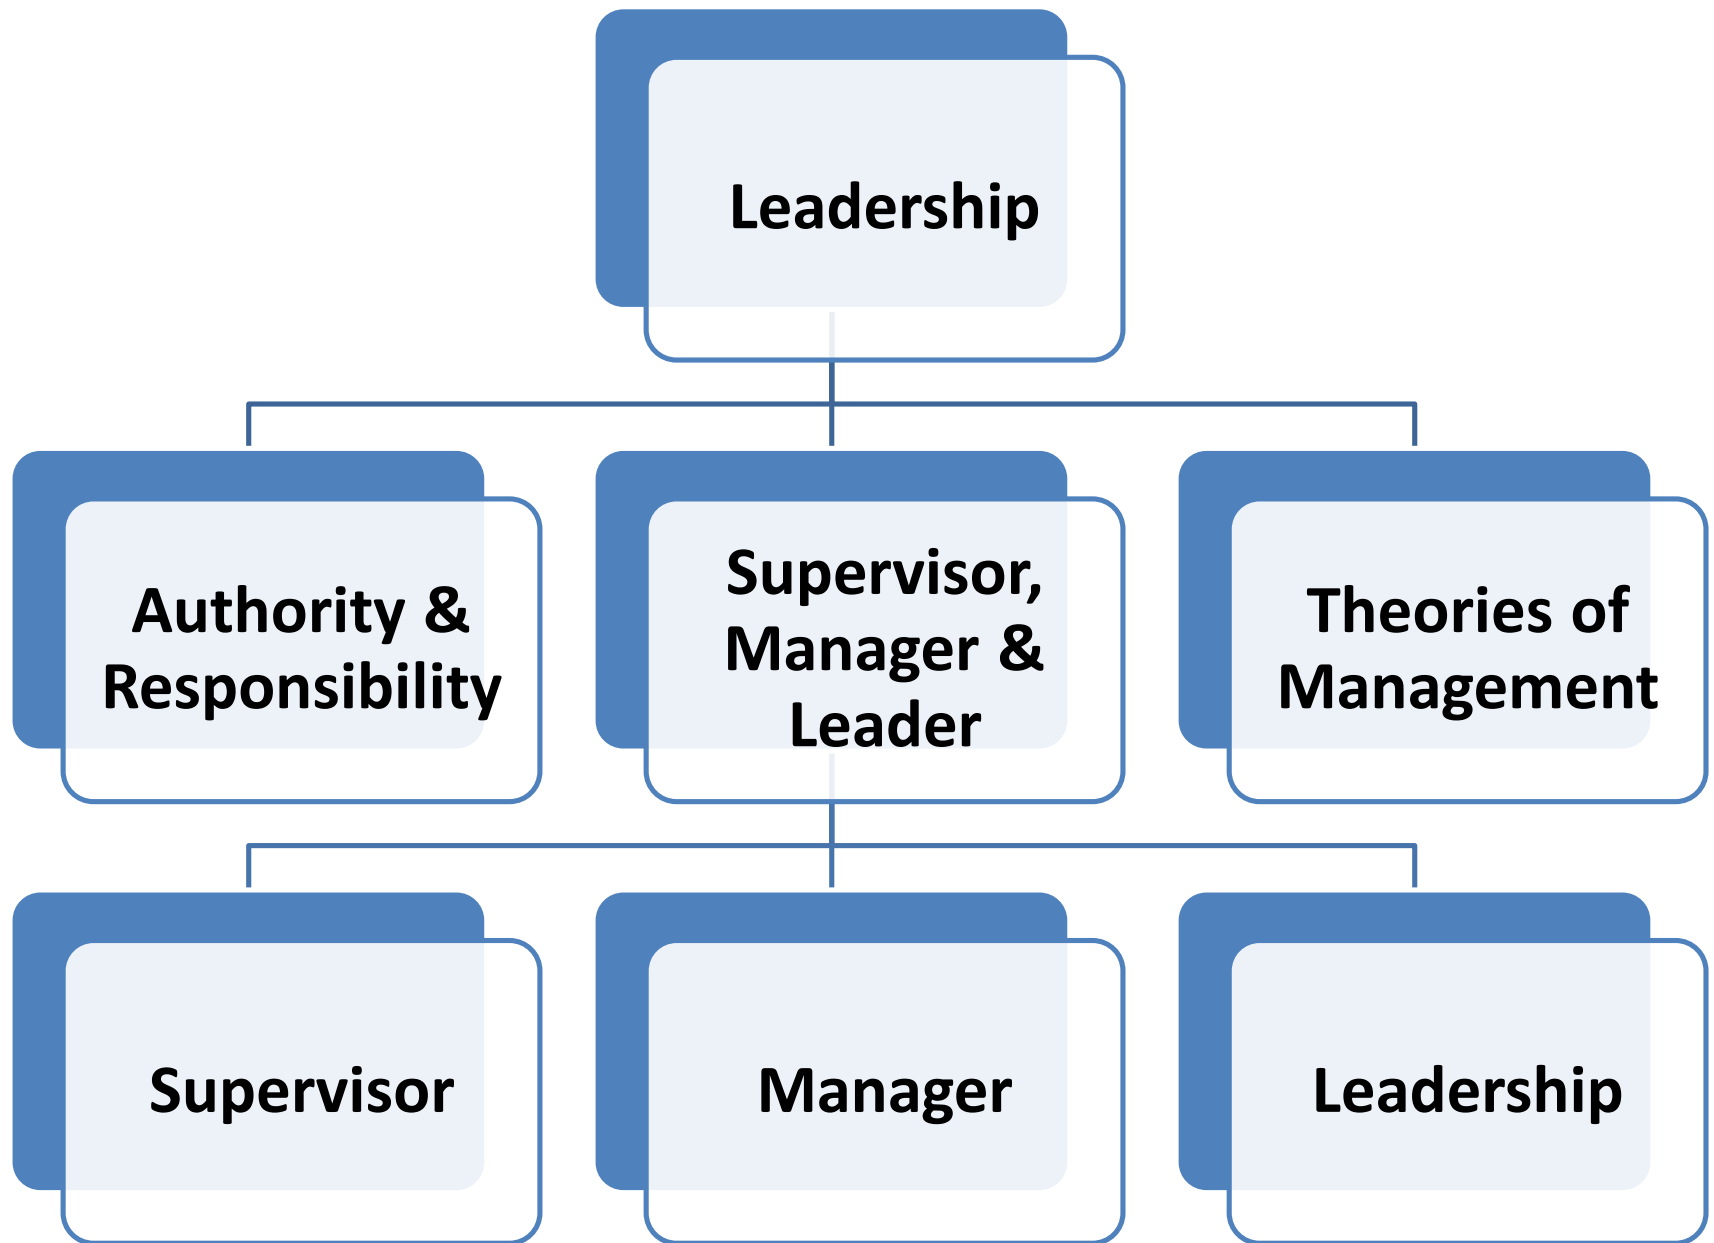 Leadership
Authority &
Responsibility
Supervisor,
Manager &
Leader
Theories of
Management
Supervisor
Manager
Leadership